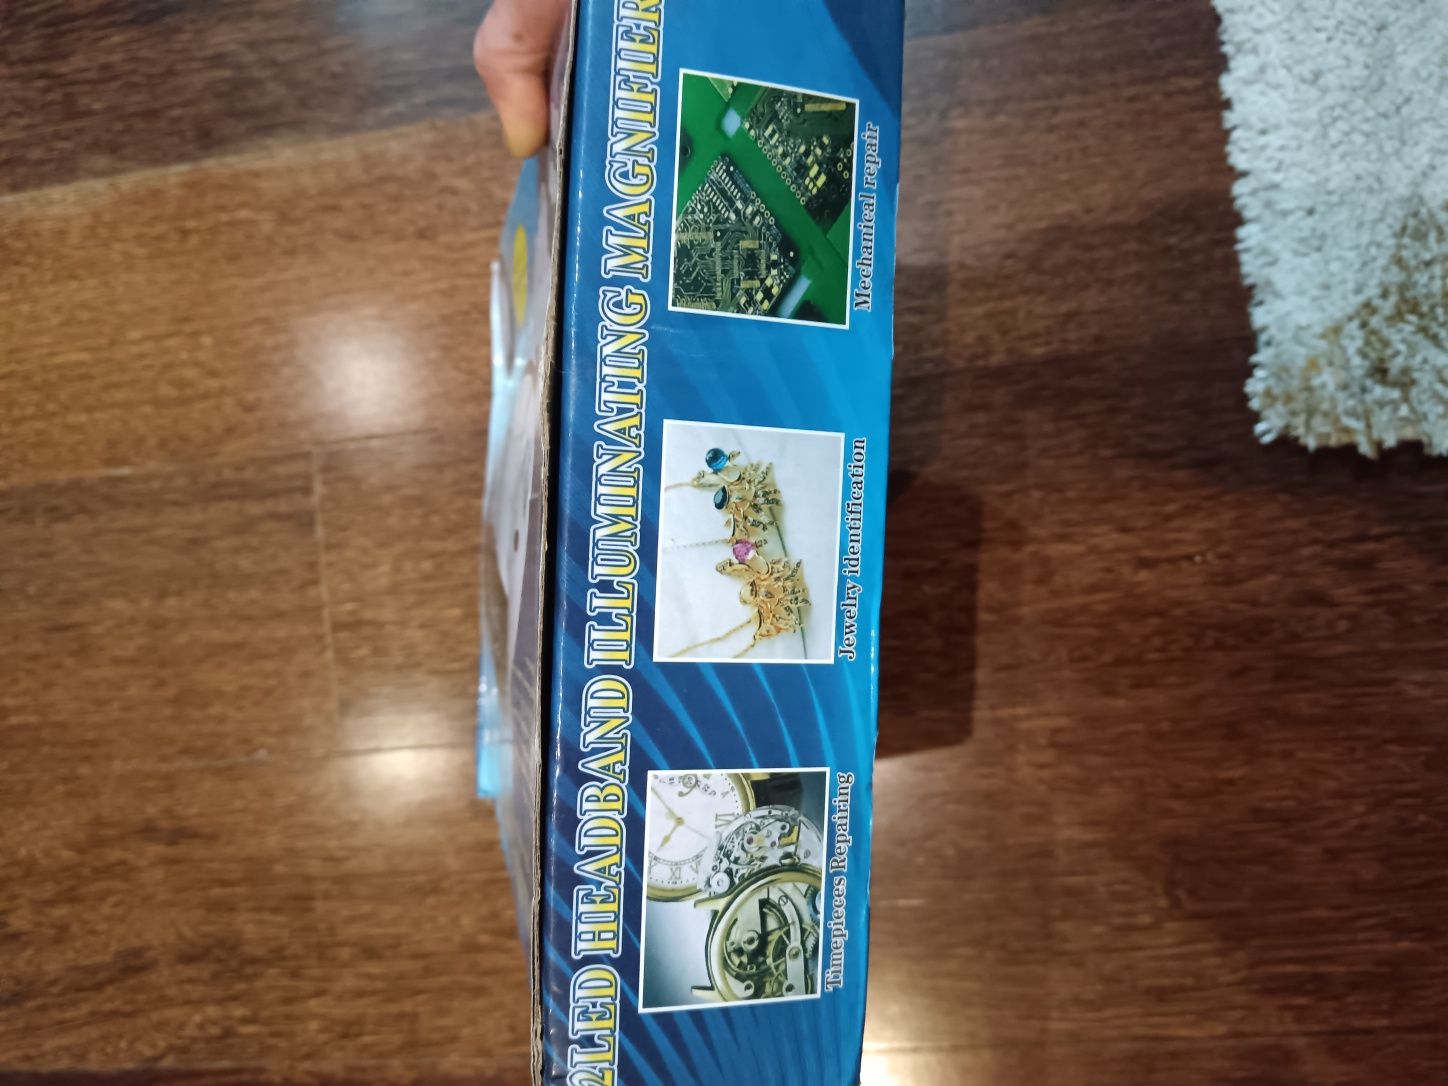 2LED HEADBAND ILLUMINATING MAGNIFIER
Timepieces Repairing
Jewelry identification
Mechanical repair